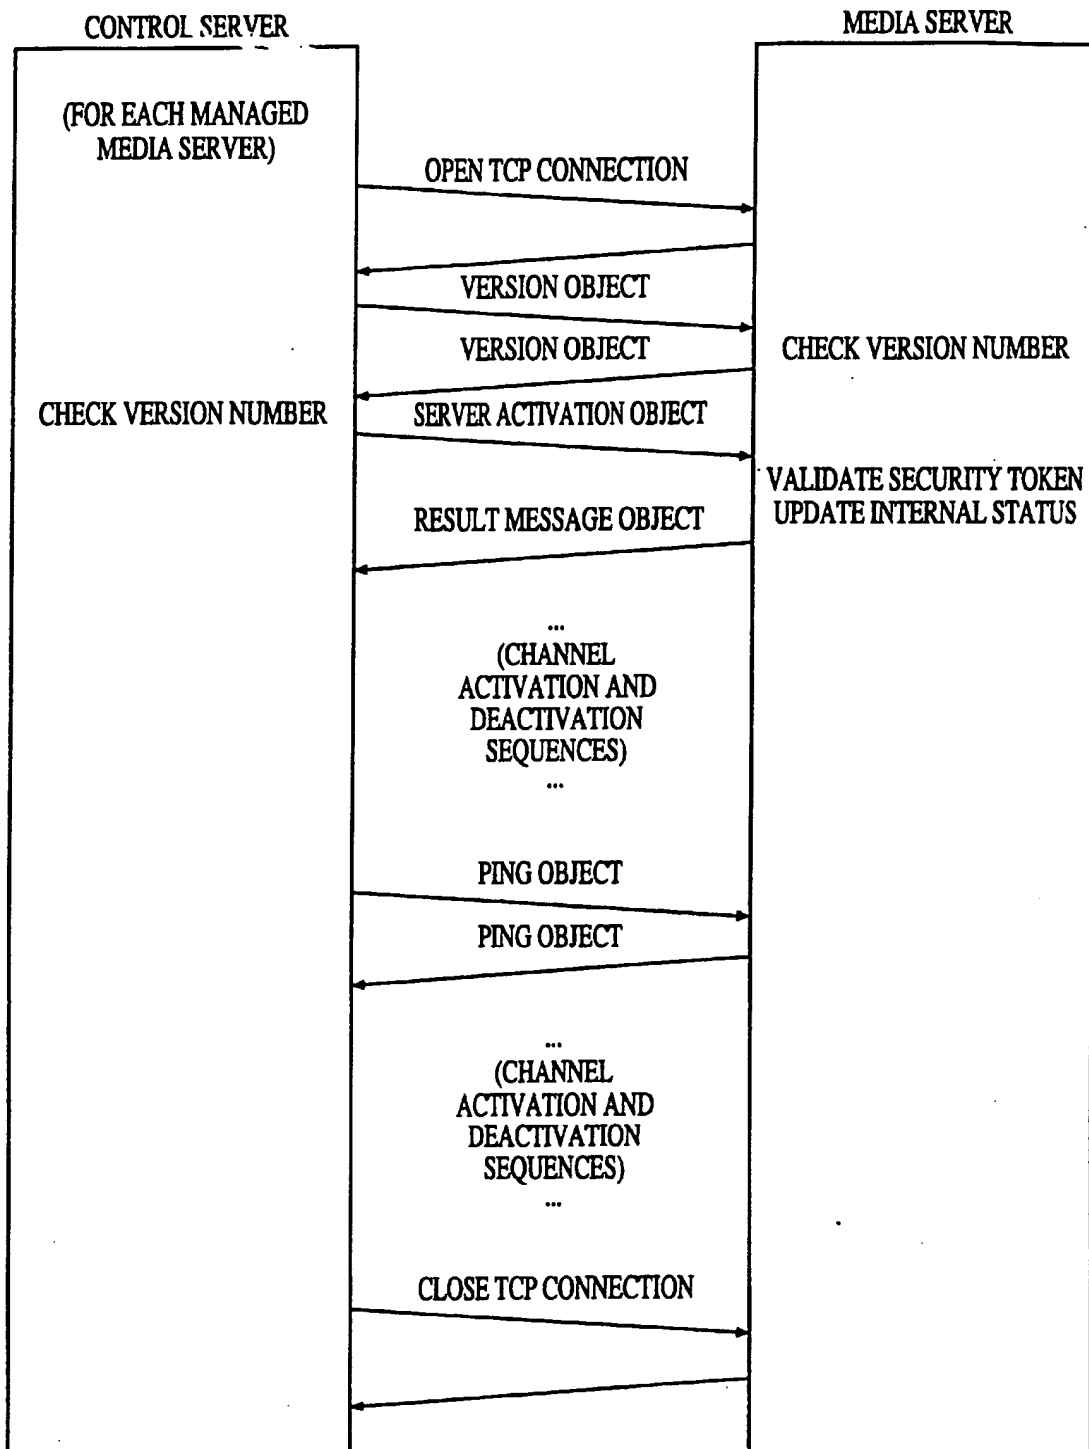 CONTROL SERVER
MEDIA SERVER
(FOR EACH MANAGED
MEDIA SERVER)
OPEN TCP CONNECTION
VERSION OBJECT
VERSION OBJECT
CHECK VERSION NUMBER
CHECK VERSION NUMBER
SERVER ACTIVATION OBJECT
VALIDATE SECURITY TOKEN
UPDATE INTERNAL STATUS
RESULT MESSAGE OBJECT
...
(CHANNEL
ACTIVATION AND
DEACTIVATION
SEQUENCES)
...
PING OBJECT
PING OBJECT
...
(CHANNEL
ACTIVATION AND
DEACTIVATION
SEQUENCES)
...
CLOSE TCP CONNECTION